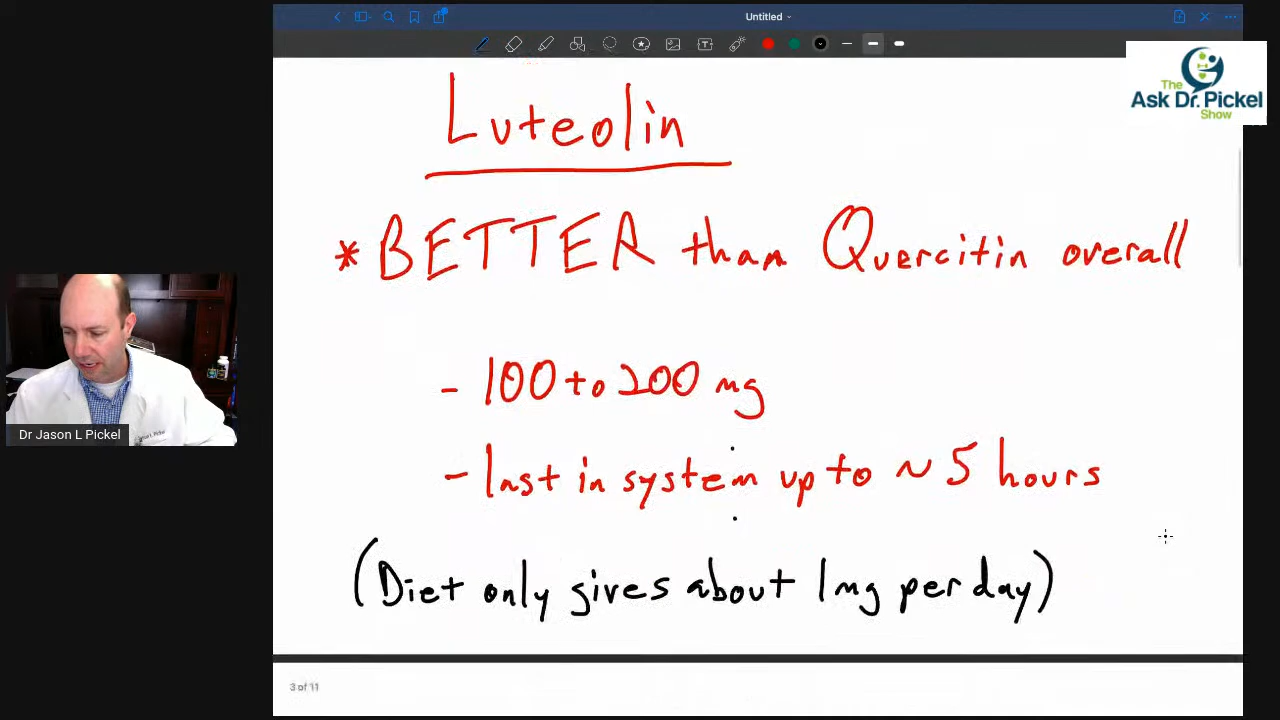 Untitled
The
Ask Dr. Pickel
Show
Luteolin
* BETTER than Quercitin overall
- 100 to 200 mg
- last in system up to ~ 5 hours
(Diet only gives about 1mg per day)
Dr Jason L Pickel
3 of 11